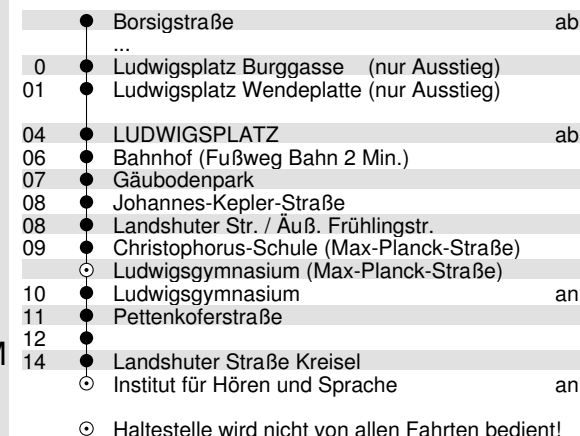 Borsigstraße ab
...
0 Ludwigsplatz Burggasse (nur Ausstieg)
01 Ludwigsplatz Wendeplatte (nur Ausstieg)
04 LUDWIGSPLATZ ab
06 Bahnhof (Fußweg Bahn 2 Min.)
07 Gäubodenpark
08 Johannes-Kepler-Straße
08 Landshuter Str. / Äuß. Frühlingstr.
09 Christophorus-Schule (Max-Planck-Straße)
Ludwigsgymnasium (Max-Planck-Straße)
10 Ludwigsgymnasium an
11 Pettenkoferstraße
12
14 Landshuter Straße Kreisel
Institut für Hören und Sprache an
Haltestelle wird nicht von allen Fahrten bedient!